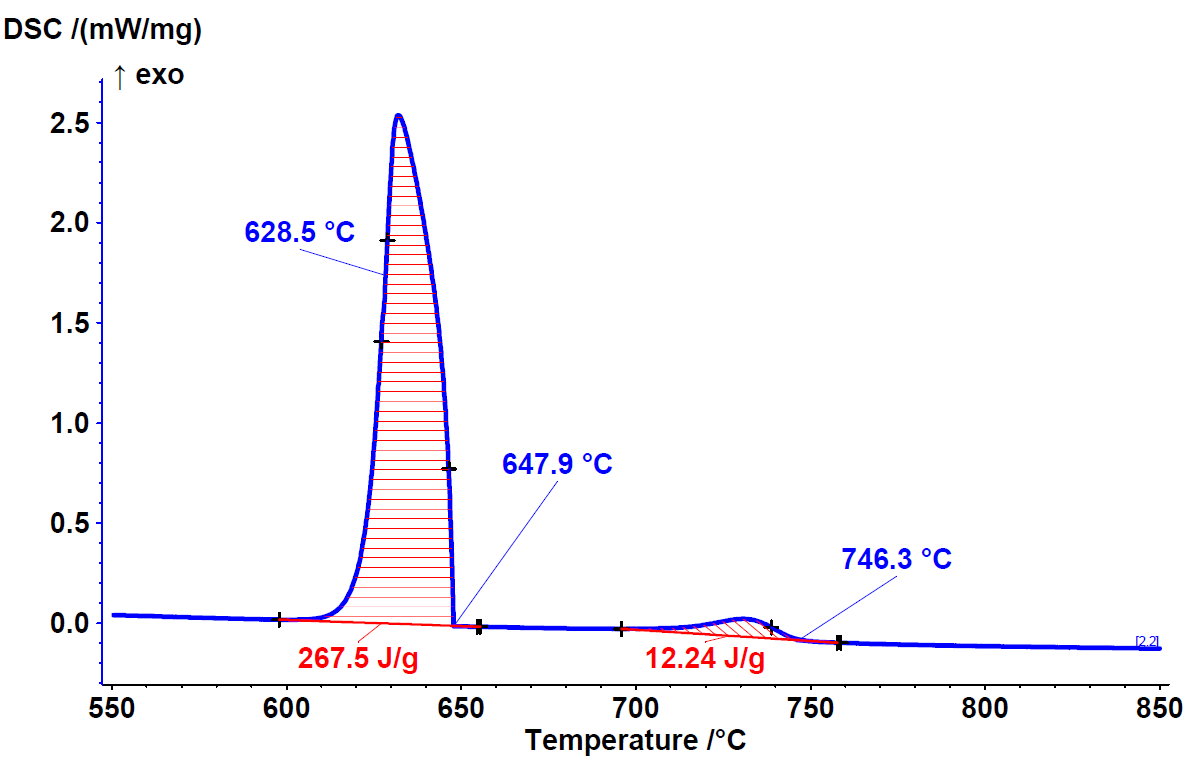 DSC /(mW/mg)
↑ exo
2.5
2.0
1.5
1.0
0.5
0.0
628.5 °C
647.9 °C
746.3 °C
267.5 J/g
12.24 J/g
[2.2]
550
600
650
700
750
800
850
Temperature /°C